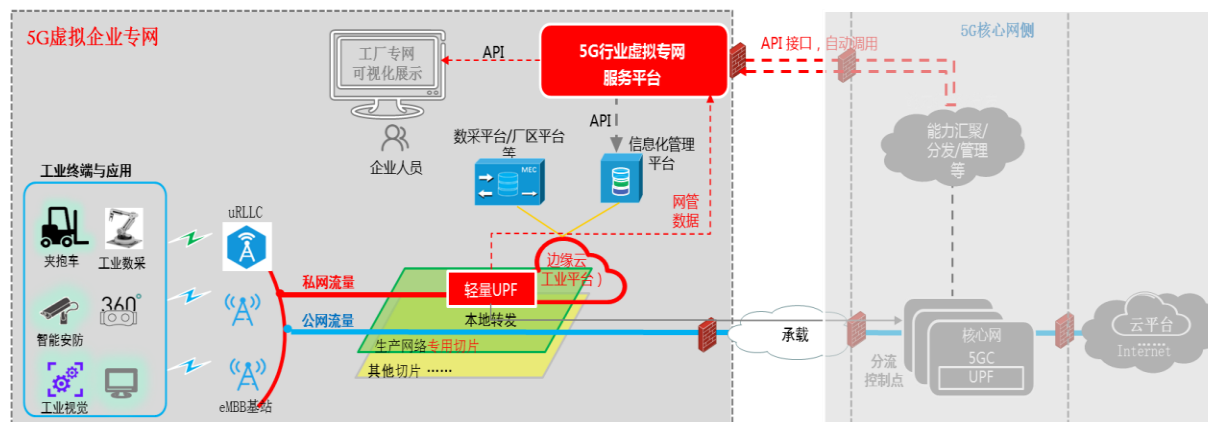 5G虚拟企业专网
工厂专网
可视化展示
企业人员
API
5G行业虚拟专网
服务平台
API 接口，自动调用
5G核心网侧
API
数采平台/厂区平台
等
MEC
信息化管理
平台
网管
数据
能力汇聚/
分发/管理
等
工业终端与应用
夹抱车
工业数采
智能安防
360°
工业视觉
uRLLC
eMBB基站
私网流量
公网流量
轻量UPF
边缘云
工业平台）
本地转发
生产网络专用切片
其他切片 ……
承载
分流
控制点
核心网
5GC
UPF
云平台
……
Internet